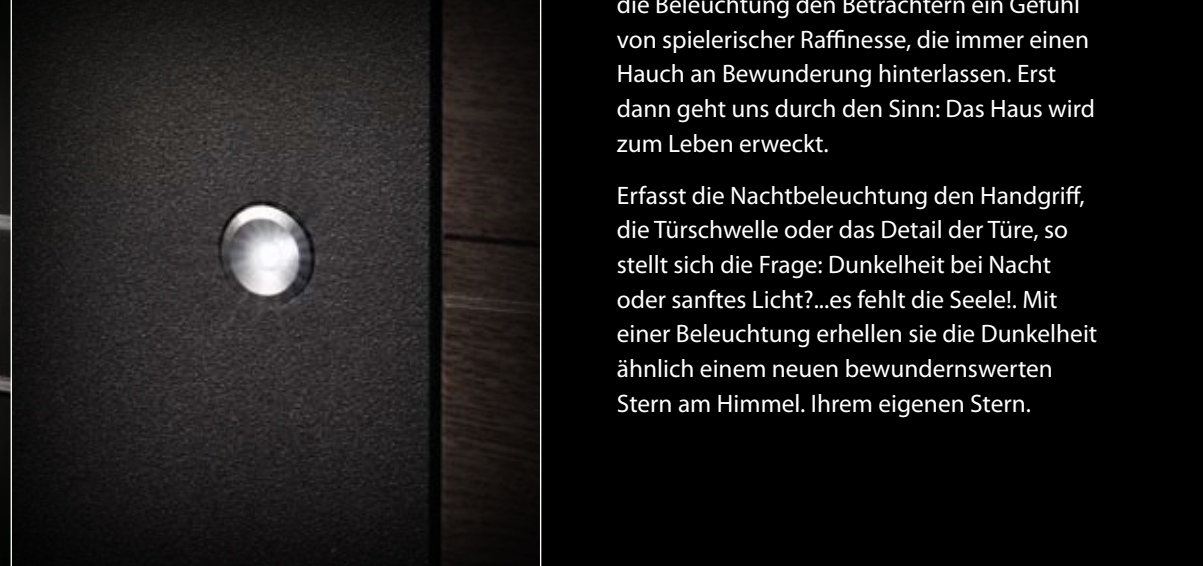 die Beleuchtung den Betrachtern ein Gefühl
von spielerischer Raffinesse, die immer einen
Hauch an Bewunderung hinterlassen. Erst
dann geht uns durch den Sinn: Das Haus wird
zum Leben erweckt.
Erfasst die Nachtbeleuchtung den Handgriff,
die Türschwelle oder das Detail der Türe, so
stellt sich die Frage: Dunkelheit bei Nacht
oder sanftes Licht?...es fehlt die Seele!. Mit
einer Beleuchtung erhellen sie die Dunkelheit
ähnlich einem neuen bewundernswerten
Stern am Himmel. Ihrem eigenen Stern.